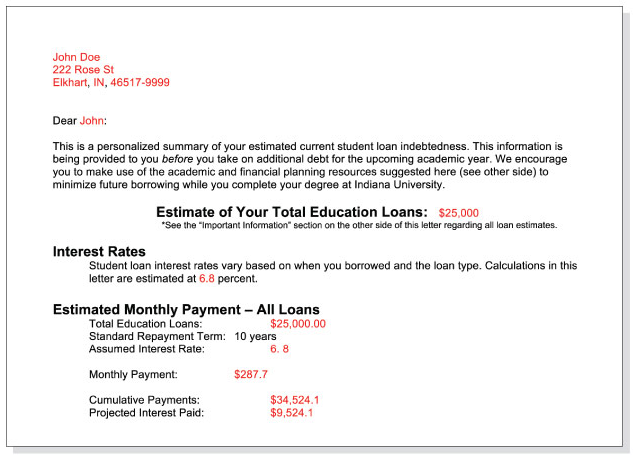 John Doe
222 Rose St
Elkhart, IN, 46517-9999
Dear John:
This is a personalized summary of your estimated current student loan indebtedness. This information is
being provided to you before you take on additional debt for the upcoming academic year. We encourage
you to make use of the academic and financial planning resources suggested here (see other side) to
minimize future borrowing while you complete your degree at Indiana University.
Estimate of Your Total Education Loans: $25,000
*See the "Important Information" section on the other side of this letter regarding all loan estimates.
Interest Rates
Student loan interest rates vary based on when you borrowed and the loan type. Calculations in this
letter are estimated at 6.8 percent.
Estimated Monthly Payment – All Loans
Total Education Loans: $25,000.00
Standard Repayment Term: 10 years
Assumed Interest Rate: 6. 8
Monthly Payment: $287.7
Cumulative Payments: $34,524.1
Projected Interest Paid: $9,524.1